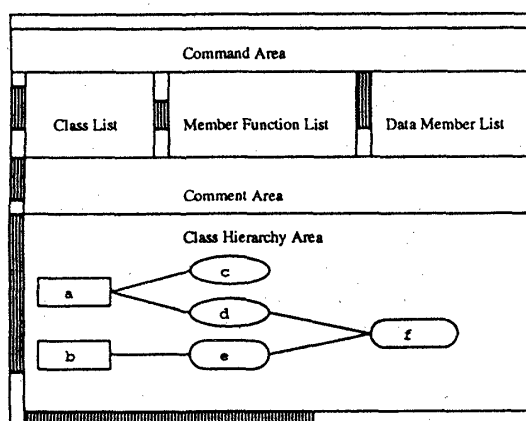 Command Area
Class List
Member Function List
Data Member List
Comment Area
Class Hierarchy Area
c
a
d
f
b
e